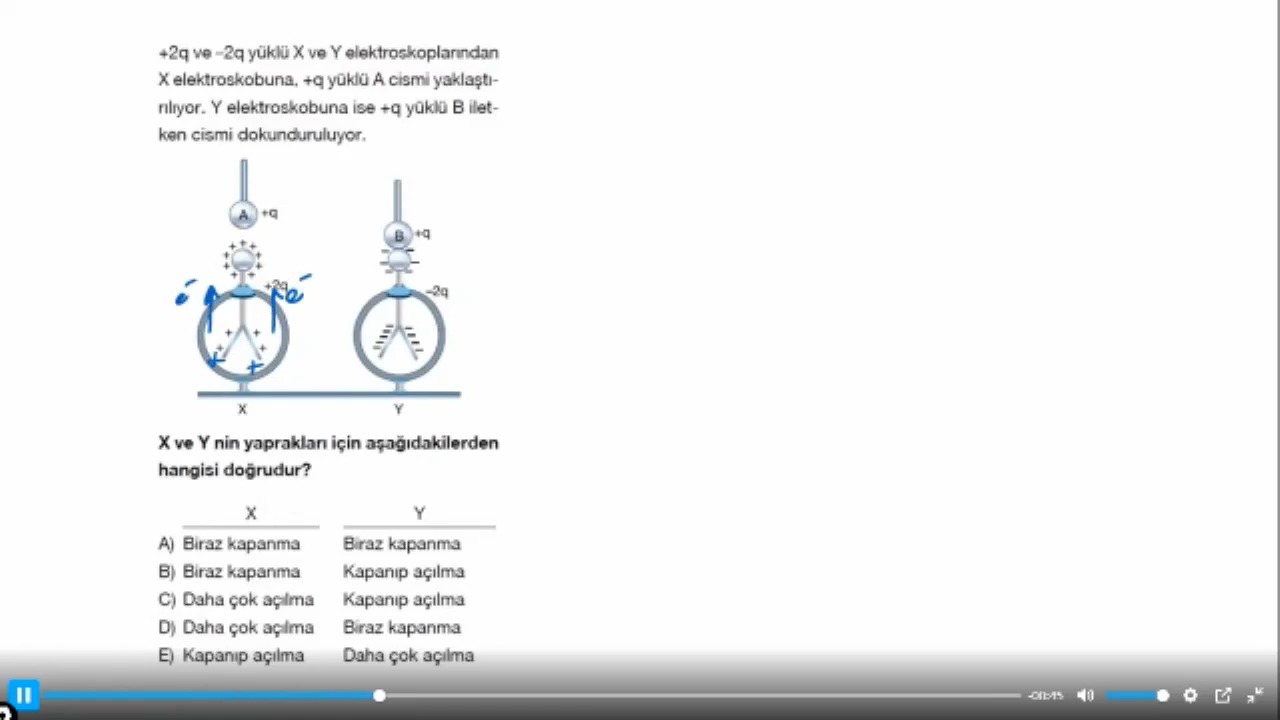 +2q ve –2q yüklü X ve Y elektroskoplarından
X elektroskobuna, +q yüklü A cismi yaklaştı-
rılıyor. Y elektroskobuna ise +q yüklü B ilet-
ken cismi dokunduruluyor.
A +q
B +q
+2q
e⁻ e⁻
–2q
X Y
X ve Y nin yaprakları için aşağıdakilerden
hangisi doğrudur?
X Y
A) Biraz kapanma Biraz kapanma
B) Biraz kapanma Kapanıp açılma
C) Daha çok açılma Kapanıp açılma
D) Daha çok açılma Biraz kapanma
E) Kapanıp açılma Daha çok açılma